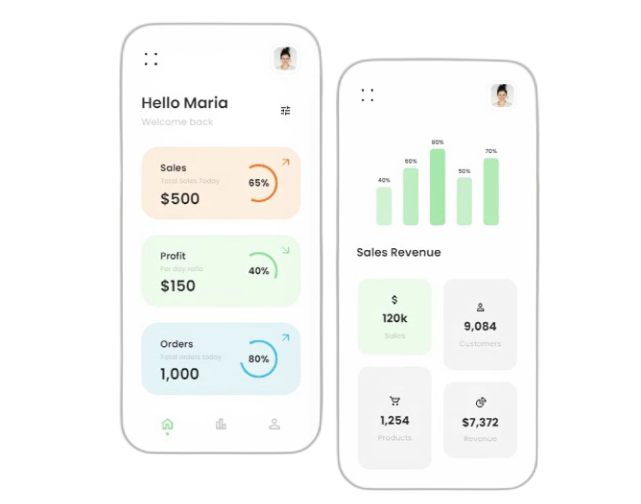 Hello Maria
Welcome back
Sales
Total Sales Today
$500
65%
Profit
Per day ratio
$150
40%
Orders
Total orders today
1,000
80%
40%
60%
80%
50%
70%
Sales Revenue
$
120k
Sales
9,084
Customers
1,254
Products
$7,372
Revenue